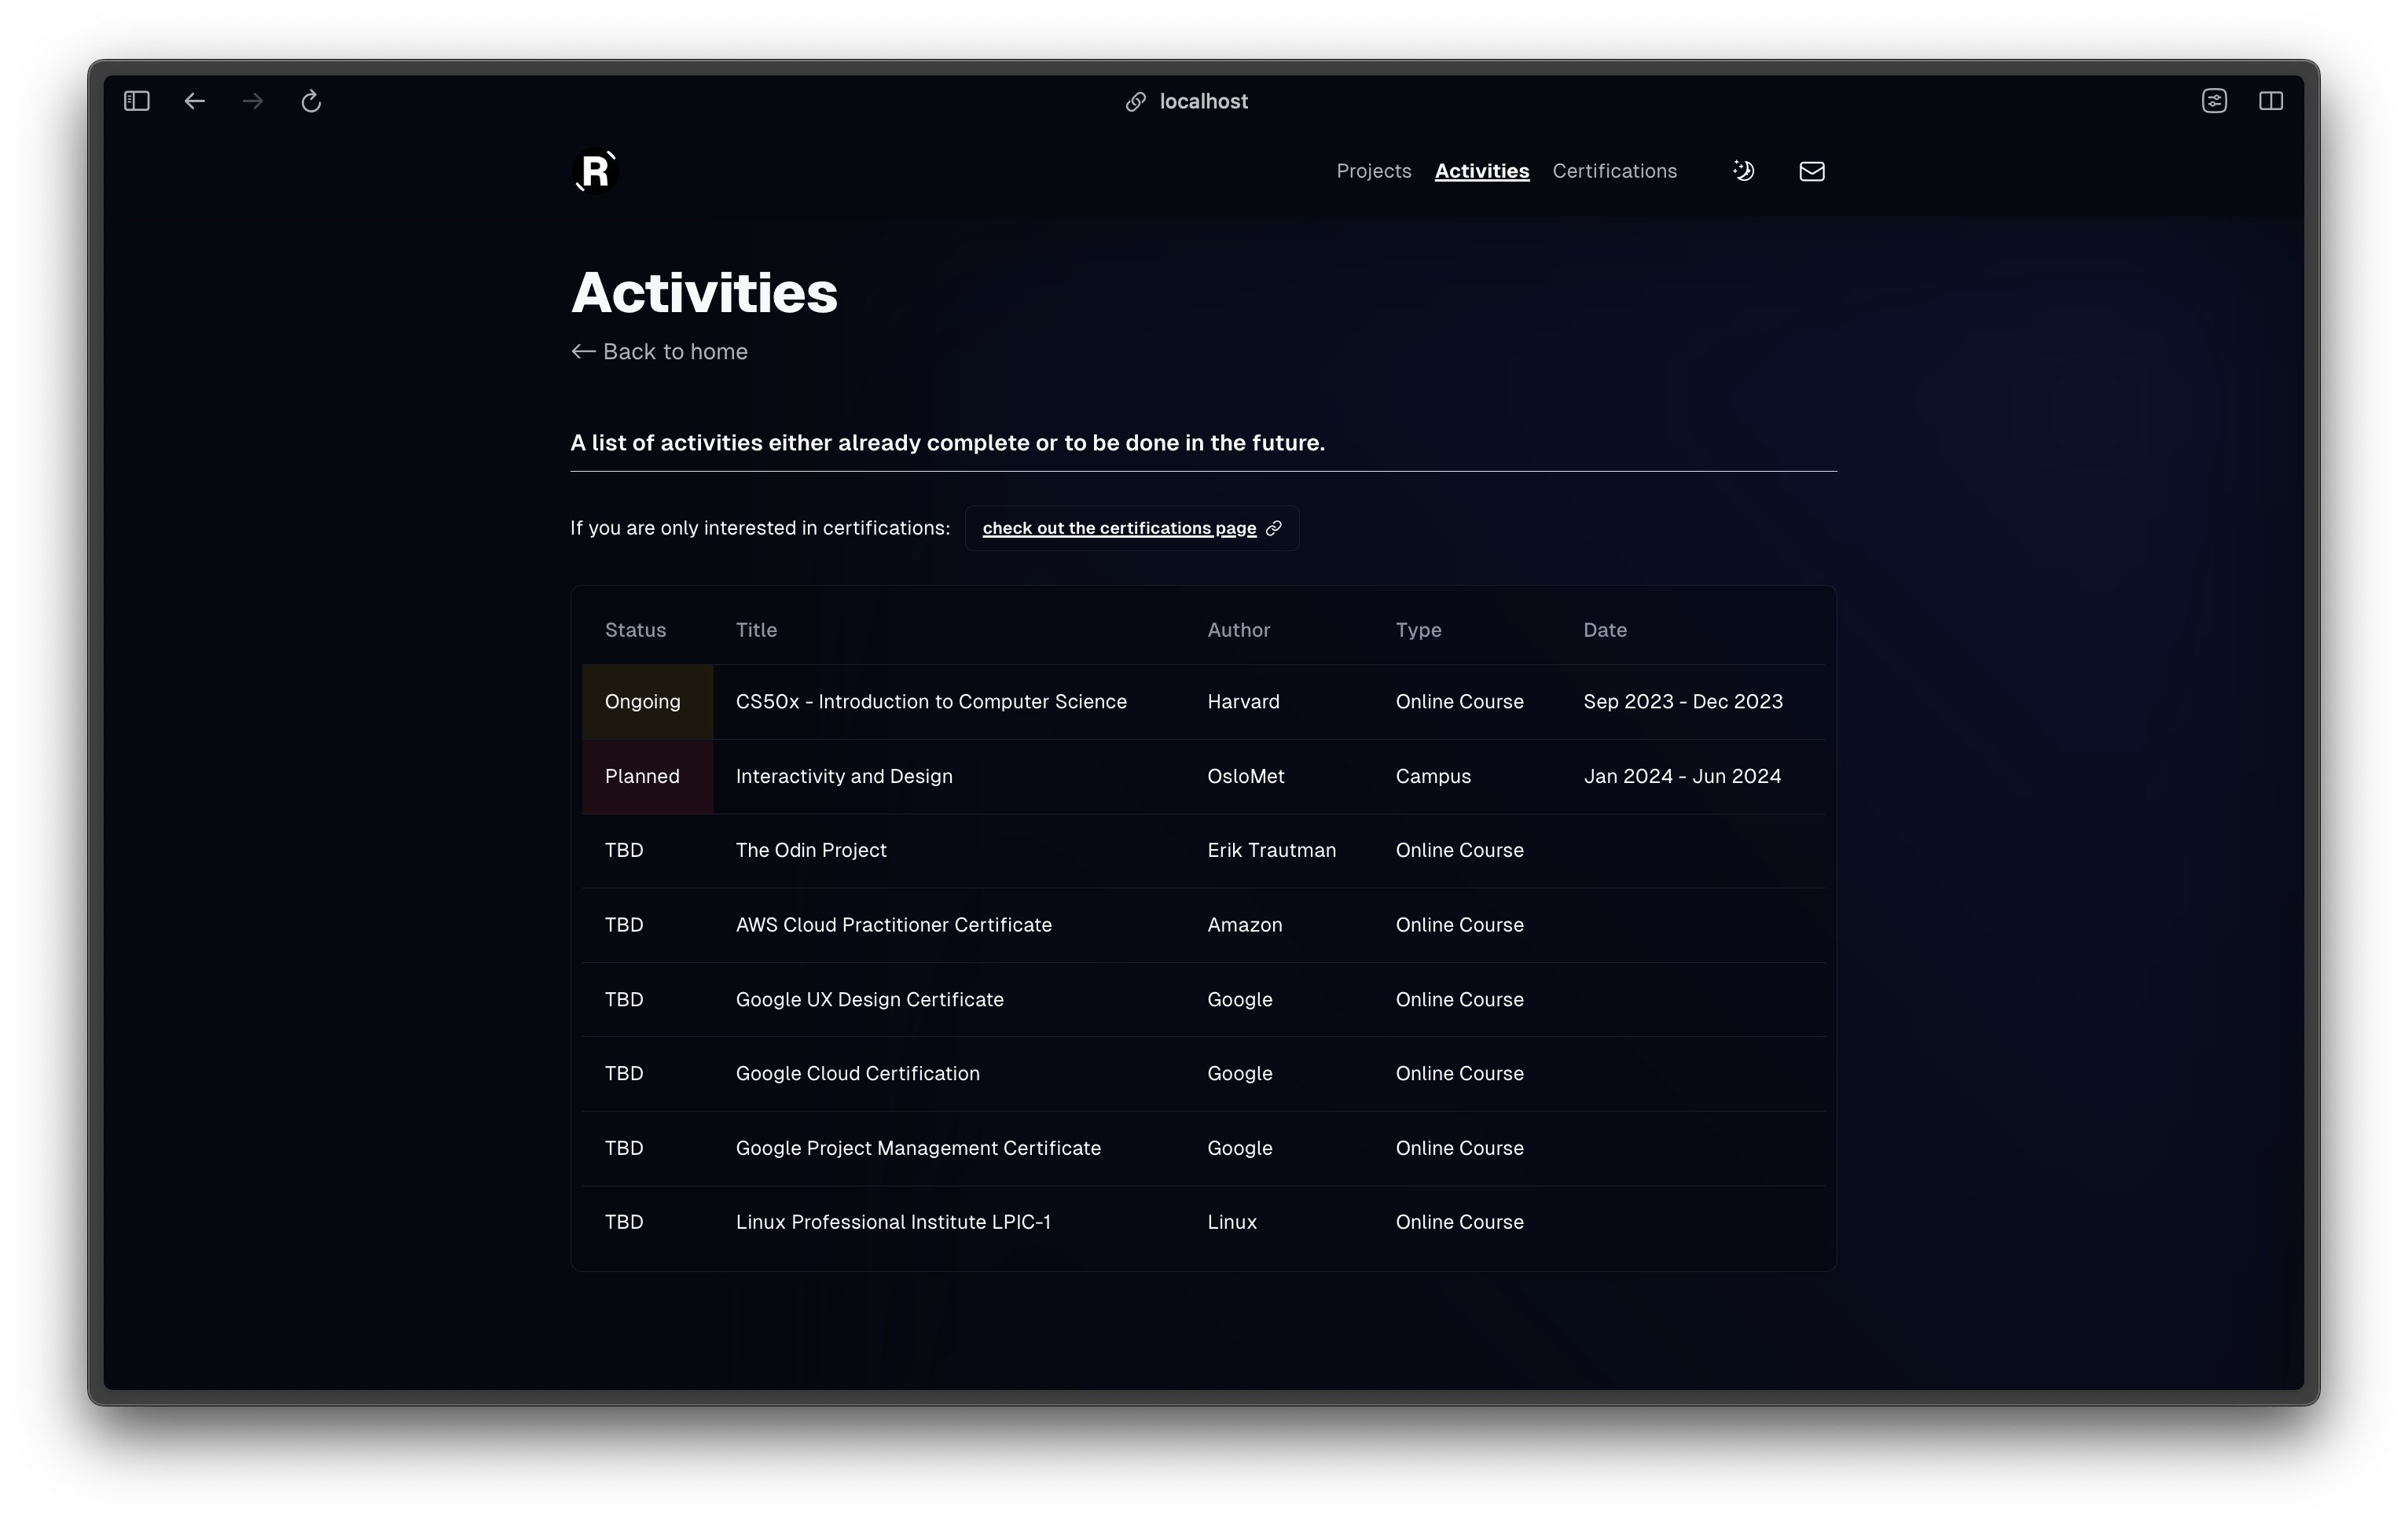 localhost
R
Projects Activities Certifications
Activities
← Back to home
A list of activities either already complete or to be done in the future.
If you are only interested in certifications: check out the certifications page
Status Title Author Type Date
Ongoing CS50x - Introduction to Computer Science Harvard Online Course Sep 2023 - Dec 2023
Planned Interactivity and Design OsloMet Campus Jan 2024 - Jun 2024
TBD The Odin Project Erik Trautman Online Course
TBD AWS Cloud Practitioner Certificate Amazon Online Course
TBD Google UX Design Certificate Google Online Course
TBD Google Cloud Certification Google Online Course
TBD Google Project Management Certificate Google Online Course
TBD Linux Professional Institute LPIC-1 Linux Online Course